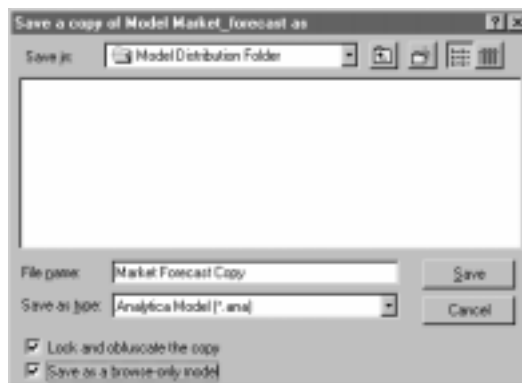 Save a copy of Model Market_forecast as
Save in: Model Distribution Folder
File name: Market Forecast Copy Save
Save as type: Analytica Model (*.ana) Cancel
Lock and obfuscate the copy
Save as a browse-only model